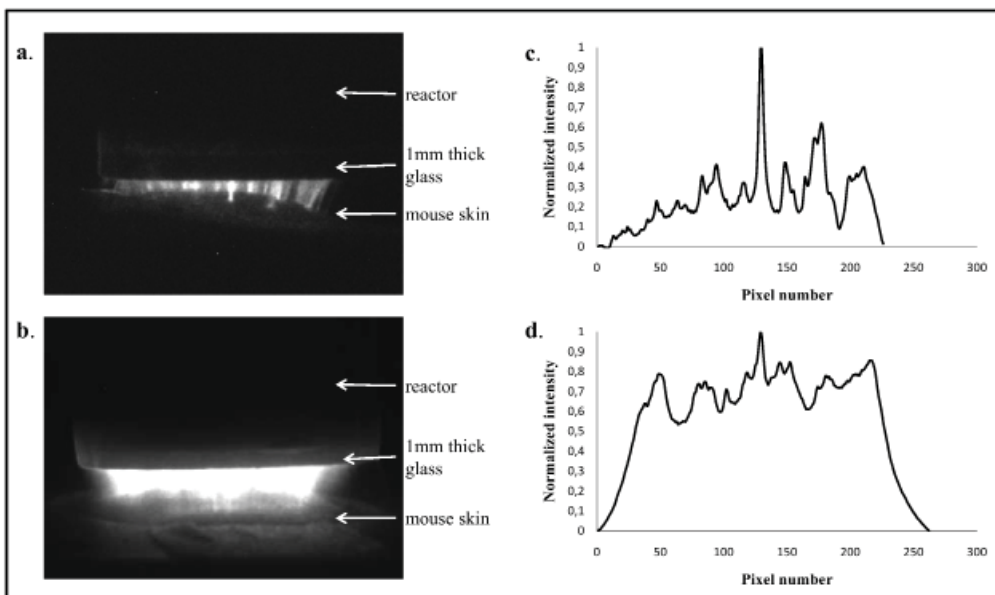 a.
reactor
1mm thick
glass
mouse skin
b.
reactor
1mm thick
glass
mouse skin
c.
Normalized intensity
1
0,9
0,8
0,7
0,6
0,5
0,4
0,3
0,2
0,1
0
0 50 100 150 200 250 300
Pixel number
d.
Normalized intensity
1
0,9
0,8
0,7
0,6
0,5
0,4
0,3
0,2
0,1
0
0 50 100 150 200 250 300
Pixel number